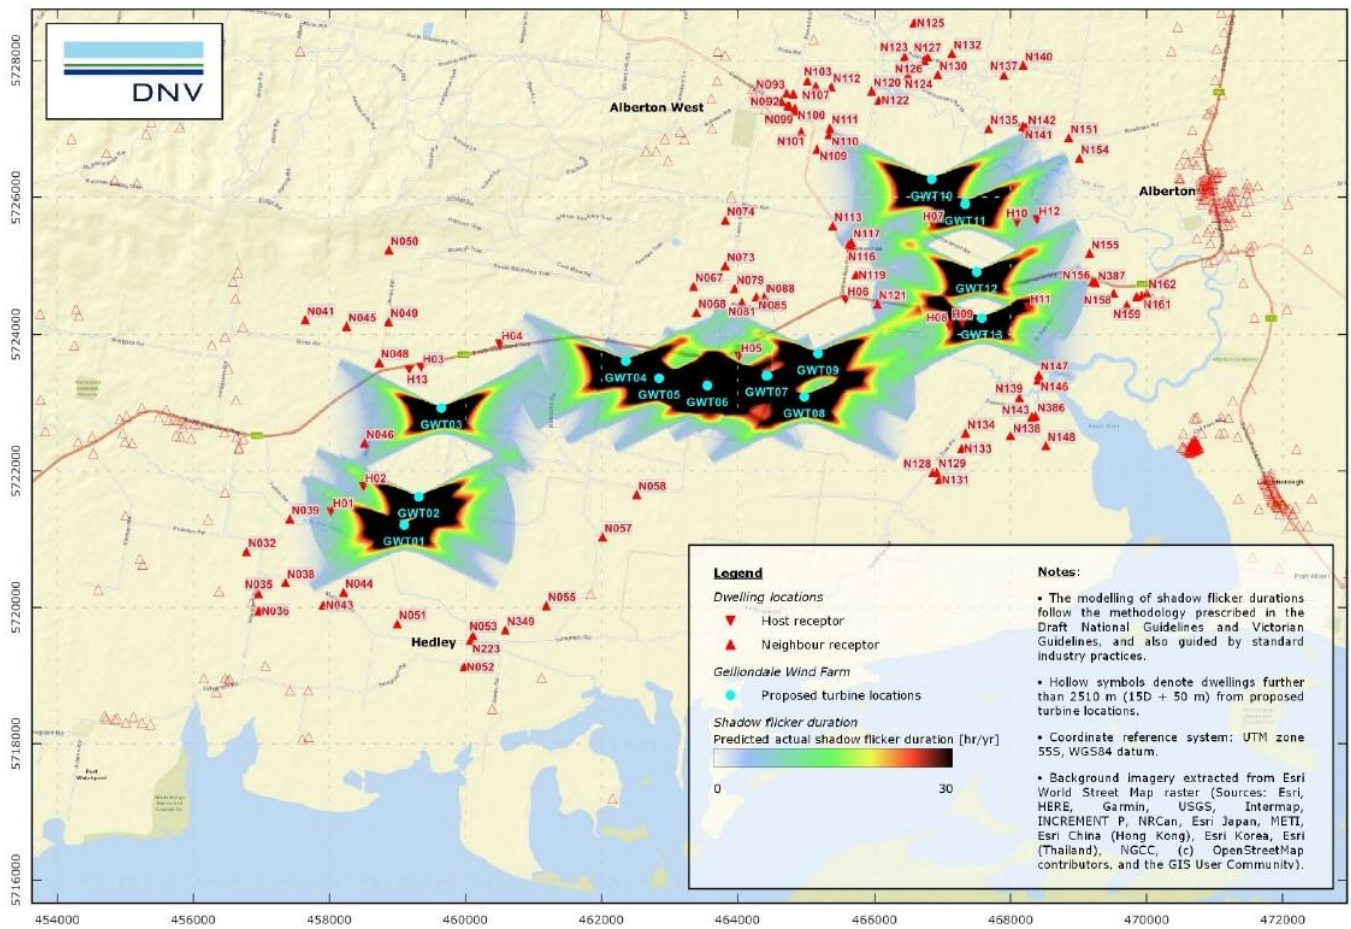 DNV
Alberton West
Alberton
Hedley
Port Welshpool
N125
N123
N127
N132
N126
N130
N137
N140
N103
N112
N120
N124
N093
N107
N122
N092
N100
N099
N111
N135
N142
N141
N151
N101
N110
N109
N154
GWT10
N074
N113
H07
GWT11
H10
H12
N050
N117
N116
N155
N073
N119
N067
N079
N088
H06
GWT12
N156
N387
N162
N121
H11
N158
N041
N045
N049
N068
N081
N085
H08
H09
N159
N161
GWT13
H04
N048
H03
H05
H13
GWT04
GWT09
N147
GWT05
GWT07
N139
N146
GWT06
GWT08
GWT03
N143
N386
N046
N134
N138
N133
N148
H02
N128
N129
N131
N058
GWT02
N039
H01
GWT01
N057
N032
N038
N035
N044
N036
N043
N055
N051
N053
N349
N223
N052
Legend
Dwelling locations
Host receptor
Neighbour receptor
Gelliondale Wind Farm
Proposed turbine locations
Shadow flicker duration
Predicted actual shadow flicker duration [hr/yr]
0
30
Notes:
• The modelling of shadow flicker durations
follow the methodology prescribed in the
Draft National Guidelines and Victorian
Guidelines, and also guided by standard
industry practices.
• Hollow symbols denote dwellings further
than 2510 m (15D + 50 m) from proposed
turbine locations.
• Coordinate reference system: UTM zone
55S, WGS84 datum.
• Background imagery extracted from Esri
World Street Map raster (Sources: Esri,
HERE, Garmin, USGS, Intermap,
INCREMENT P, NRCan, Esri Japan, METI,
Esri China (Hong Kong), Esri Korea, Esri
(Thailand), NGCC, (c) OpenStreetMap
contributors, and the GIS User Community).
5728000
5726000
5724000
5722000
5720000
5718000
5716000
454000
456000
458000
460000
462000
464000
466000
468000
470000
472000